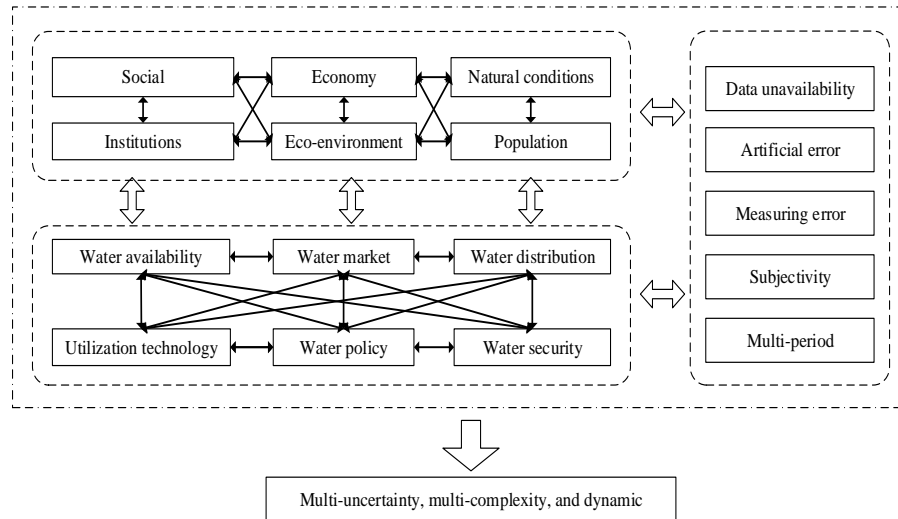 Social
Economy
Natural conditions
Institutions
Eco-environment
Population
Water availability
Water market
Water distribution
Utilization technology
Water policy
Water security
Data unavailability
Artificial error
Measuring error
Subjectivity
Multi-period
Multi-uncertainty, multi-complexity, and dynamic